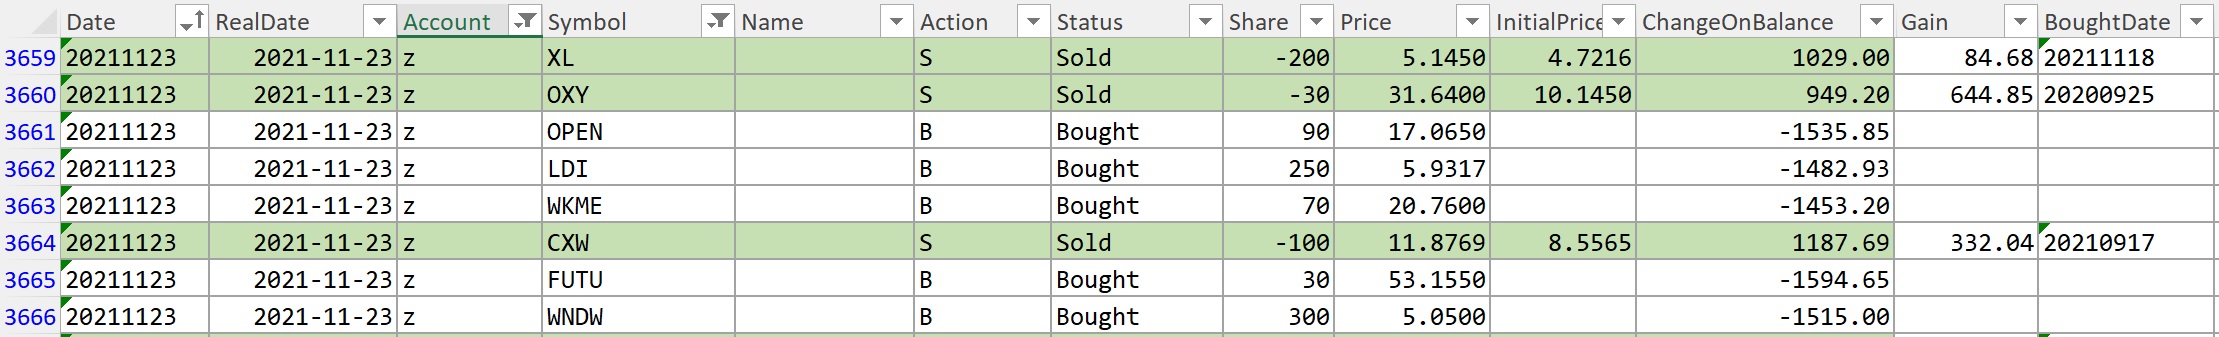 Date RealDate Account Symbol Name Action Status Share Price InitialPrice ChangeOnBalance Gain BoughtDate
3659 20211123 2021-11-23 z XL S Sold -200 5.1450 4.7216 1029.00 84.68 20211118
3660 20211123 2021-11-23 z OXY S Sold -30 31.6400 10.1450 949.20 644.85 20200925
3661 20211123 2021-11-23 z OPEN B Bought 90 17.0650 -1535.85
3662 20211123 2021-11-23 z LDI B Bought 250 5.9317 -1482.93
3663 20211123 2021-11-23 z WKME B Bought 70 20.7600 -1453.20
3664 20211123 2021-11-23 z CXW S Sold -100 11.8769 8.5565 1187.69 332.04 20210917
3665 20211123 2021-11-23 z FUTU B Bought 30 53.1550 -1594.65
3666 20211123 2021-11-23 z WNDW B Bought 300 5.0500 -1515.00